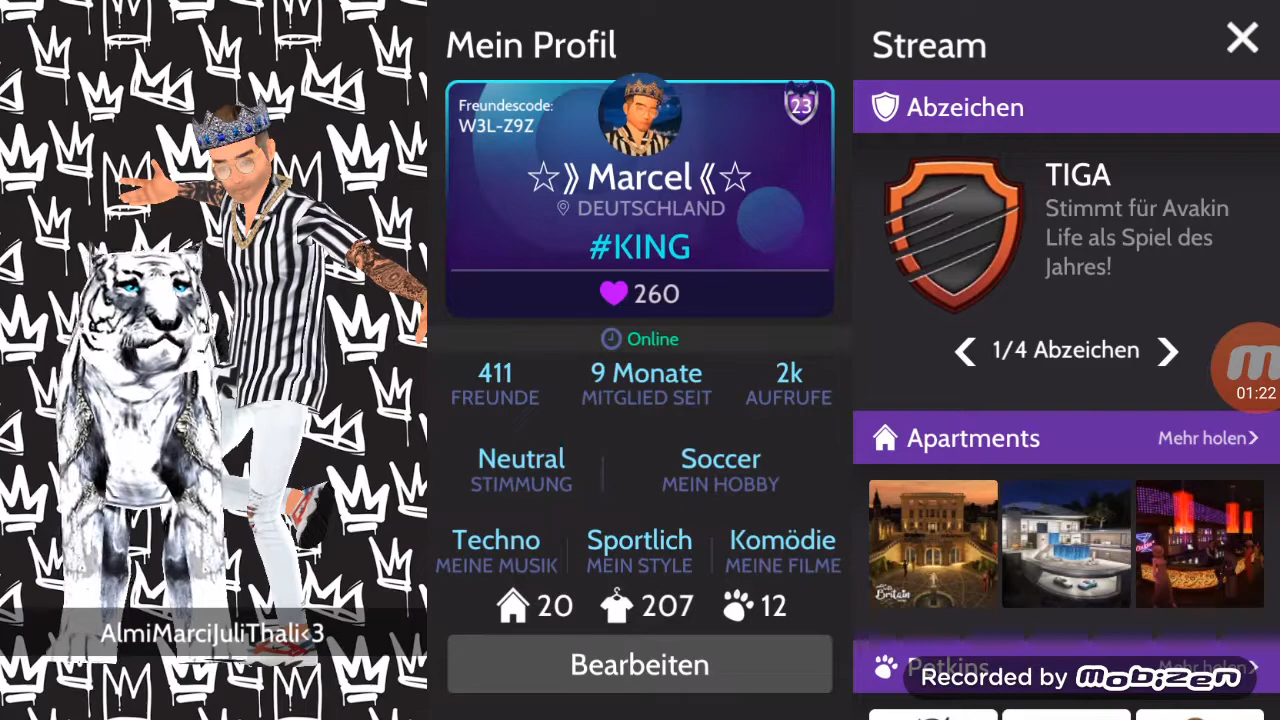 AlmiMarciJuliThali<3
Mein Profil
Freundescode:
W3L-Z9Z
23
☆》Marcel《☆
DEUTSCHLAND
#KING
260
Online
411
FREUNDE
9 Monate
MITGLIED SEIT
2k
AUFRUFE
Neutral
STIMMUNG
Soccer
MEIN HOBBY
Techno
MEINE MUSIK
Sportlich
MEIN STYLE
Komödie
MEINE FILME
20
207
12
Bearbeiten
Stream
Abzeichen
TIGA
Stimmt für Avakin
Life als Spiel des
Jahres!
1/4 Abzeichen
01:22
Apartments
Mehr holen
Britain
Petkins
Mehr holen
Recorded by mobizen